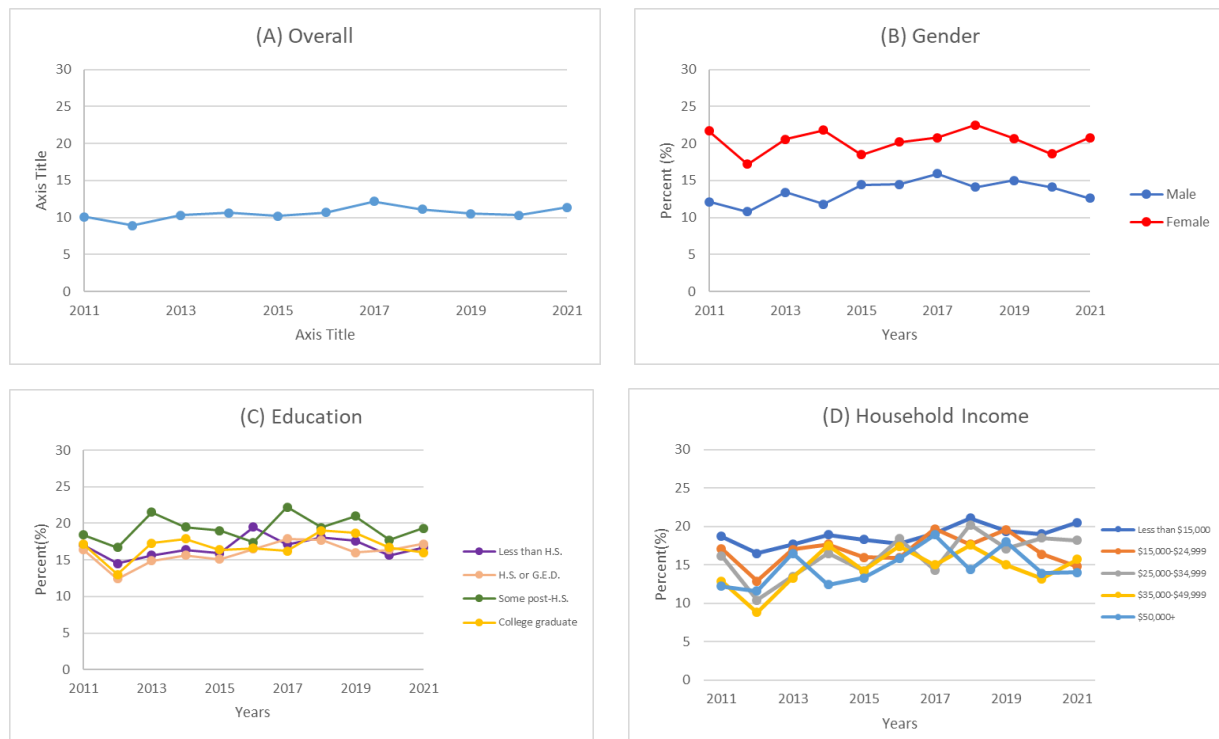 (A) Overall
30
25
20
15
10
5
0
Axis Title
2011 2013 2015 2017 2019 2021
Axis Title
(B) Gender
30
25
20
15
10
5
0
Percent (%)
2011 2013 2015 2017 2019 2021
Years
Male
Female
(C) Education
30
25
20
15
10
5
0
Percent(%)
2011 2013 2015 2017 2019 2021
Years
Less than H.S.
H.S. or G.E.D.
Some post-H.S.
College graduate
(D) Household Income
30
25
20
15
10
5
0
Percent(%)
2011 2013 2015 2017 2019 2021
Years
Less than $15,000
$15,000-$24,999
$25,000-$34,999
$35,000-$49,999
$50,000+